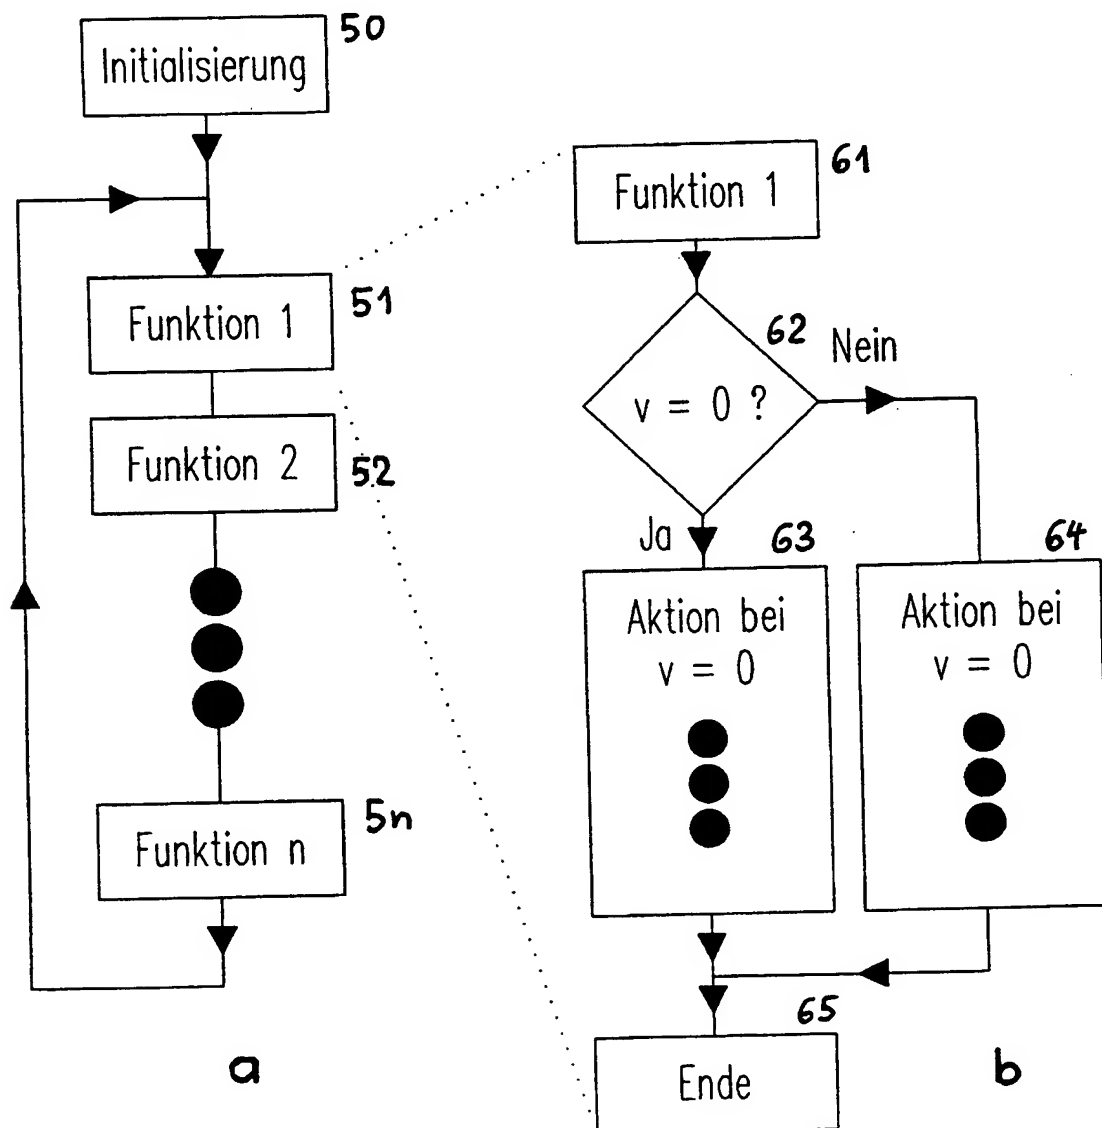 50
Initialisierung
51
Funktion 1
52
Funktion 2
5n
Funktion n
a
61
Funktion 1
62
Nein
v = 0 ?
Ja
63
Aktion bei
v = 0
64
Aktion bei
v = 0
65
Ende
b